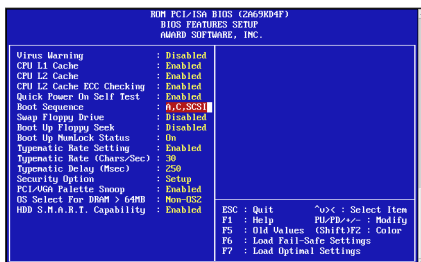 ROM PCI/ISA BIOS (2A69KD4F)
BIOS FEATURES SETUP
AWARD SOFTWARE, INC.
Virus Warning : Disabled
CPU L1 Cache : Enabled
CPU L2 Cache : Enabled
CPU L2 Cache ECC Checking : Enabled
Quick Power On Self Test : Enabled
Boot Sequence : A,C,SCSI
Swap Floppy Drive : Disabled
Boot Up Floppy Seek : Disabled
Boot Up NumLock Status : On
Typematic Rate Setting : Enabled
Typematic Rate (Chars/Sec) : 30
Typematic Delay (Msec) : 250
Security Option : Setup
PCI/VGA Palette Snoop : Enabled
OS Select For DRAM > 64MB : Non-OS2
HDD S.M.A.R.T. Capability : Enabled
ESC : Quit ^v>< : Select Item
F1 : Help PU/PD/+/- : Modify
F5 : Old Values (Shift)F2 : Color
F6 : Load Fail-Safe Settings
F7 : Load Optimal Settings